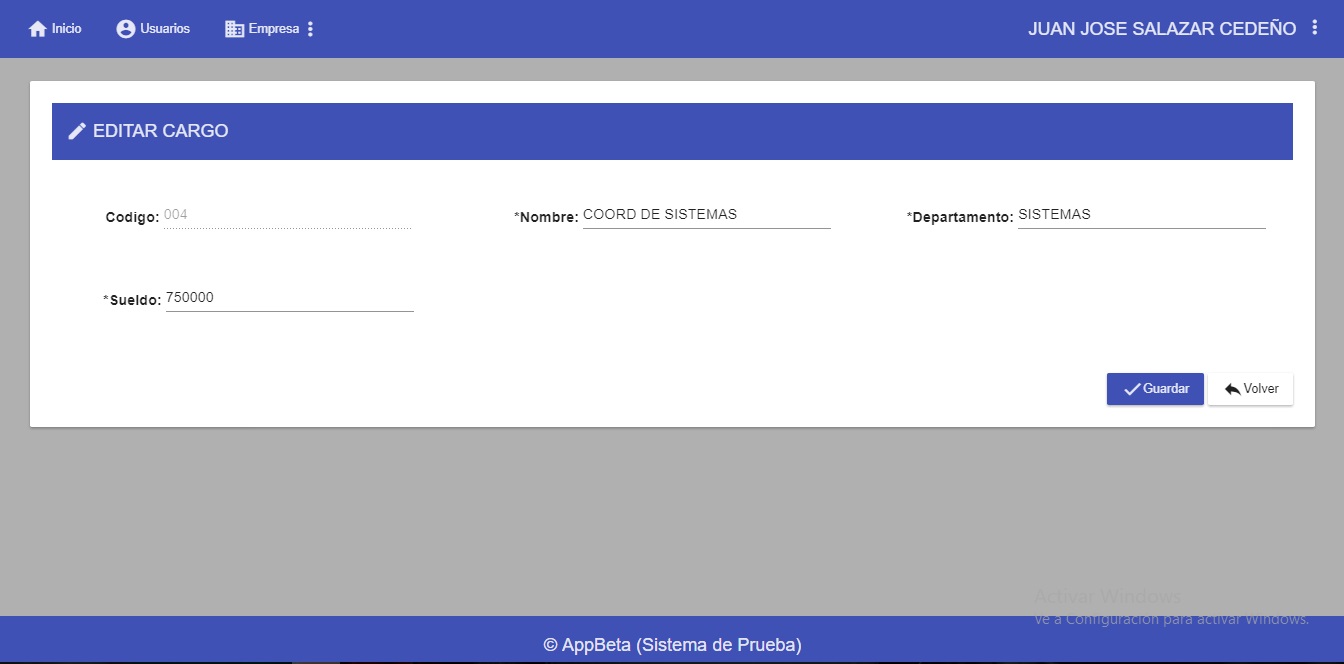 Inicio Usuarios Empresa JUAN JOSE SALAZAR CEDEÑO
EDITAR CARGO
Codigo: 004 *Nombre: COORD DE SISTEMAS *Departamento: SISTEMAS
*Sueldo: 750000
Guardar Volver
Activar Windows
Ve a Configuración para activar Windows.
© AppBeta (Sistema de Prueba)